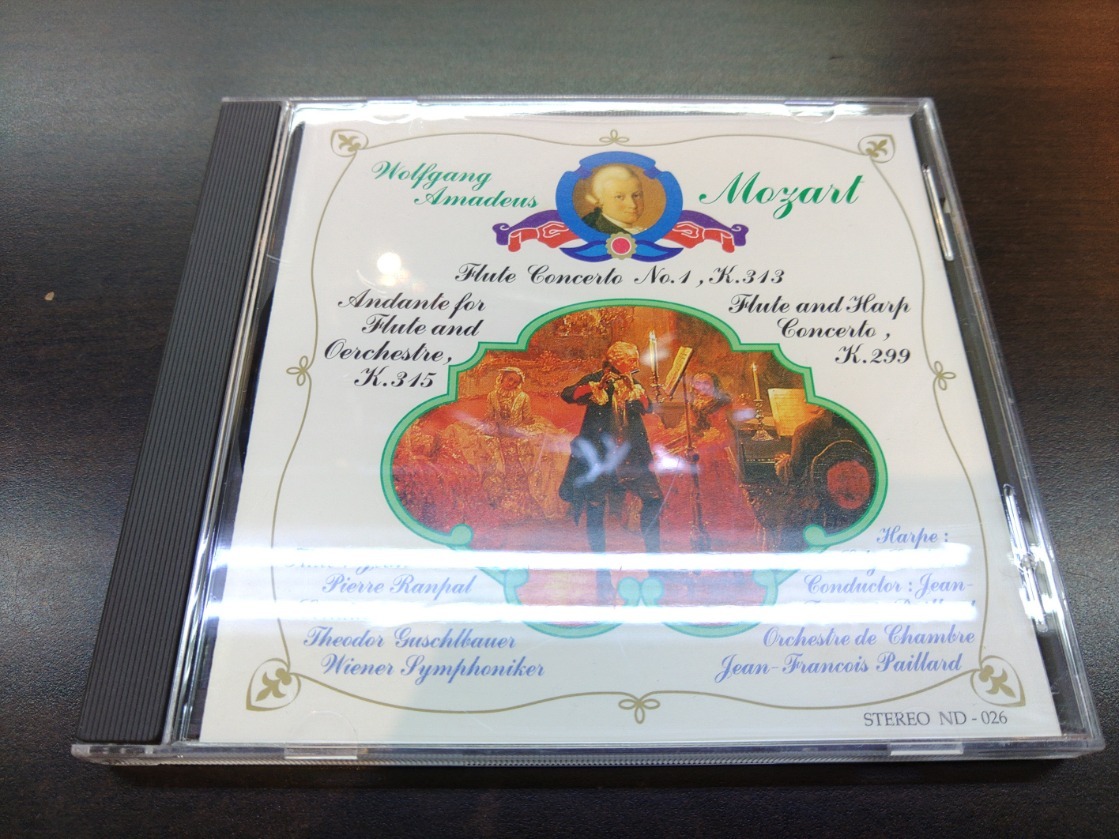 Wolfgang
Amadeus
Mozart
Flute Concerto No.1, K.313
Andante for
Flute and
Oerchestre,
K.315
Flute and Harp
Concerto,
K.299
Pierre Ranpal
Theodor Guschlbauer
Wiener Symphoniker
Harpe:
Conductor: Jean-
Orchestre de Chambre
Jean-Francois Paillard
STEREO ND-026